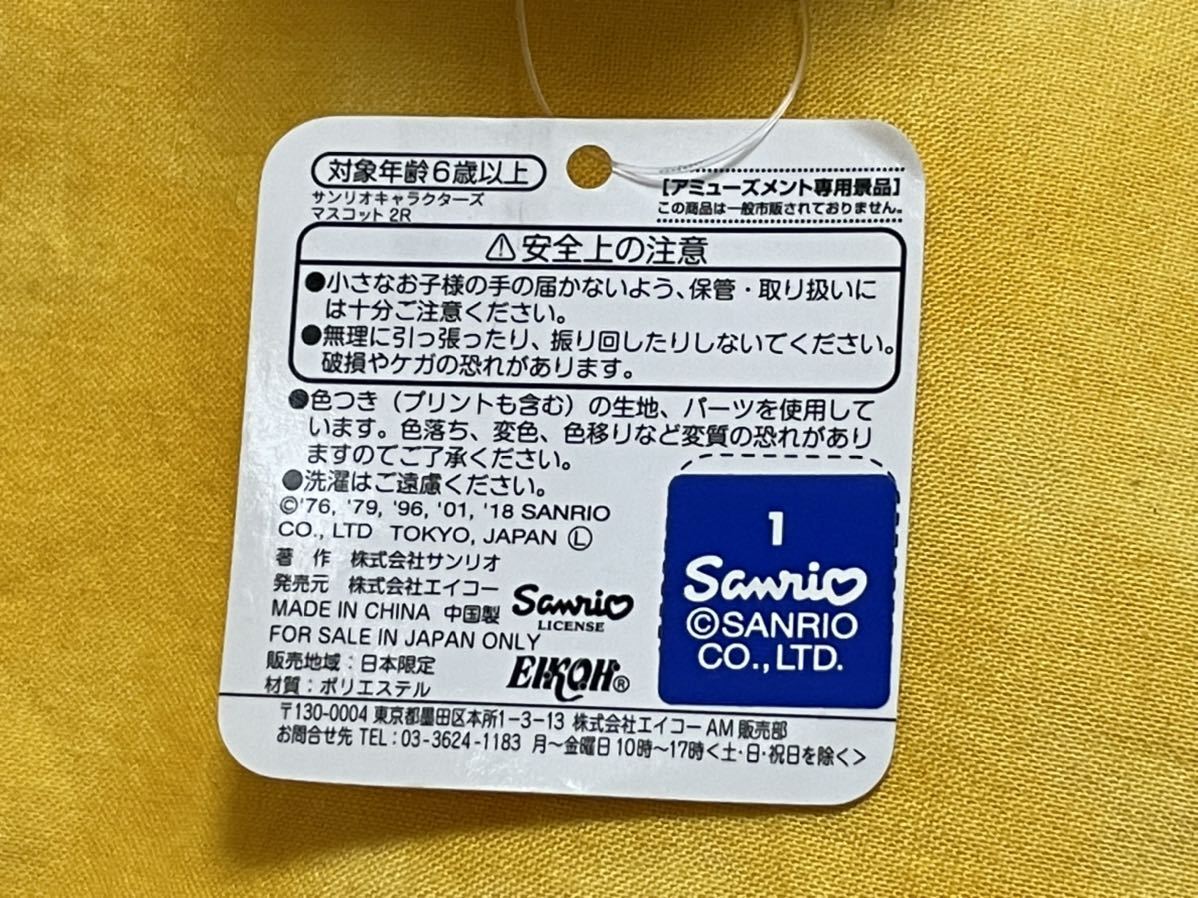 対象年齢6歳以上
サンリオキャラクターズ
マスコット 2R
[アミューズメント専用景品]
この商品は一般市販されておりません。
⚠安全上の注意
●小さなお子様の手の届かないよう、保管・取り扱いに
は十分ご注意ください。
●無理に引っ張ったり、振り回したりしないでください。
破損やケガの恐れがあります。
●色つき（プリントも含む）の生地、パーツを使用して
います。色落ち、変色、色移りなど変質の恐れがあり
ますのでご了承ください。
●洗濯はご遠慮ください。
©'76, '79, '96, '01, '18 SANRIO
CO., LTD TOKYO, JAPAN Ⓛ
著 作 株式会社サンリオ
発売元 株式会社エイコー
MADE IN CHINA 中国製
FOR SALE IN JAPAN ONLY
販売地域：日本限定
材質：ポリエステル
Sanrio
LICENSE
EIKOH®
1
Sanrio
©SANRIO
CO.,LTD.
〒130-0004 東京都墨田区本所1-3-13 株式会社エイコー AM販売部
お問合せ先 TEL：03-3624-1183 月～金曜日10時～17時<土・日・祝日を除く>